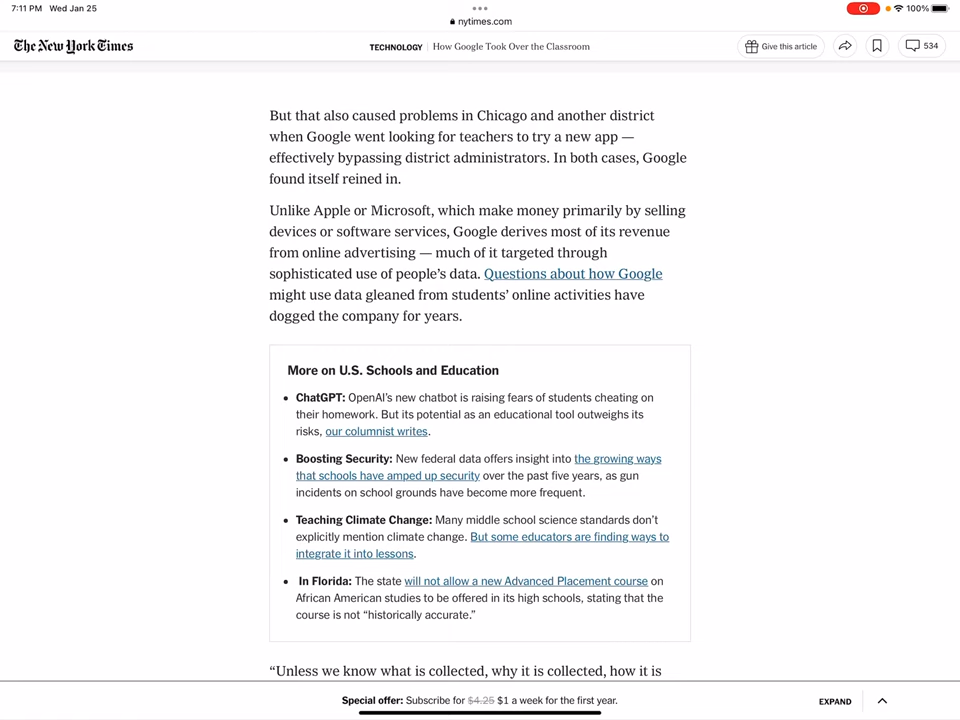 7:11 PM Wed Jan 25
100%
nytimes.com
The New York Times
TECHNOLOGY | How Google Took Over the Classroom
Give this article
534
But that also caused problems in Chicago and another district
when Google went looking for teachers to try a new app —
effectively bypassing district administrators. In both cases, Google
found itself reined in.
Unlike Apple or Microsoft, which make money primarily by selling
devices or software services, Google derives most of its revenue
from online advertising — much of it targeted through
sophisticated use of people’s data. Questions about how Google
might use data gleaned from students’ online activities have
dogged the company for years.
More on U.S. Schools and Education
• ChatGPT: OpenAI’s new chatbot is raising fears of students cheating on
their homework. But its potential as an educational tool outweighs its
risks, our columnist writes.
• Boosting Security: New federal data offers insight into the growing ways
that schools have amped up security over the past five years, as gun
incidents on school grounds have become more frequent.
• Teaching Climate Change: Many middle school science standards don’t
explicitly mention climate change. But some educators are finding ways to
integrate it into lessons.
• In Florida: The state will not allow a new Advanced Placement course on
African American studies to be offered in its high schools, stating that the
course is not “historically accurate.”
“Unless we know what is collected, why it is collected, how it is
Special offer: Subscribe for $4.25 $1 a week for the first year.
EXPAND